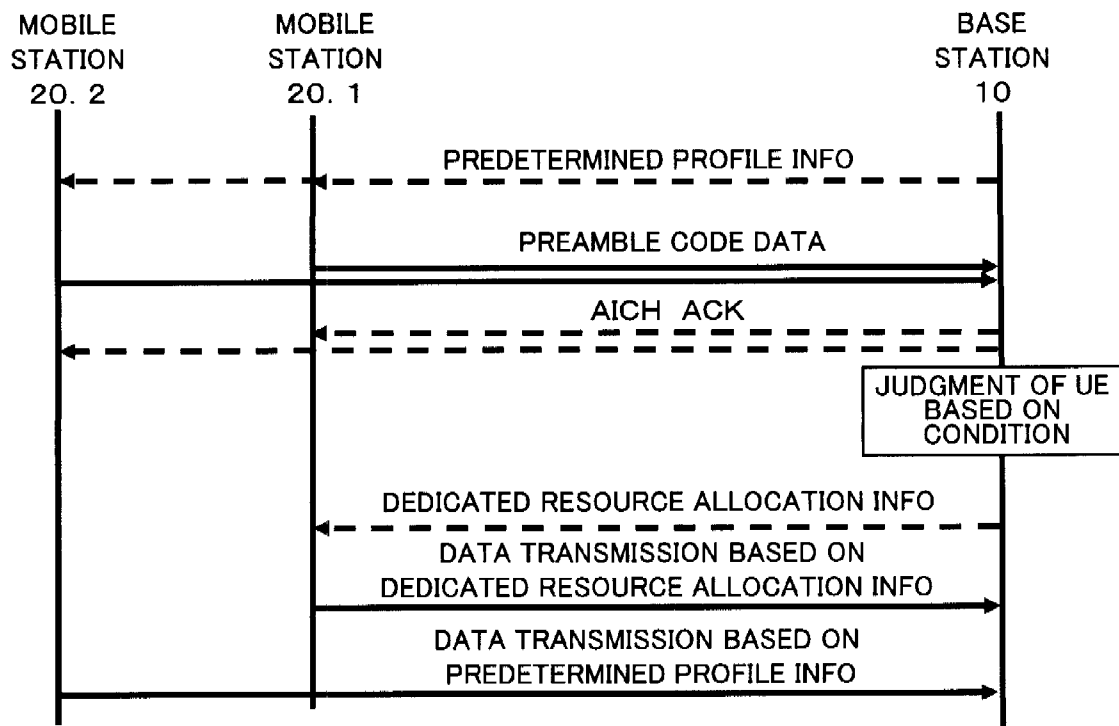 MOBILE
STATION
20. 2
MOBILE
STATION
20. 1
BASE
STATION
10
PREDETERMINED PROFILE INFO
PREAMBLE CODE DATA
AICH ACK
JUDGMENT OF UE
BASED ON
CONDITION
DEDICATED RESOURCE ALLOCATION INFO
DATA TRANSMISSION BASED ON
DEDICATED RESOURCE ALLOCATION INFO
DATA TRANSMISSION BASED ON
PREDETERMINED PROFILE INFO